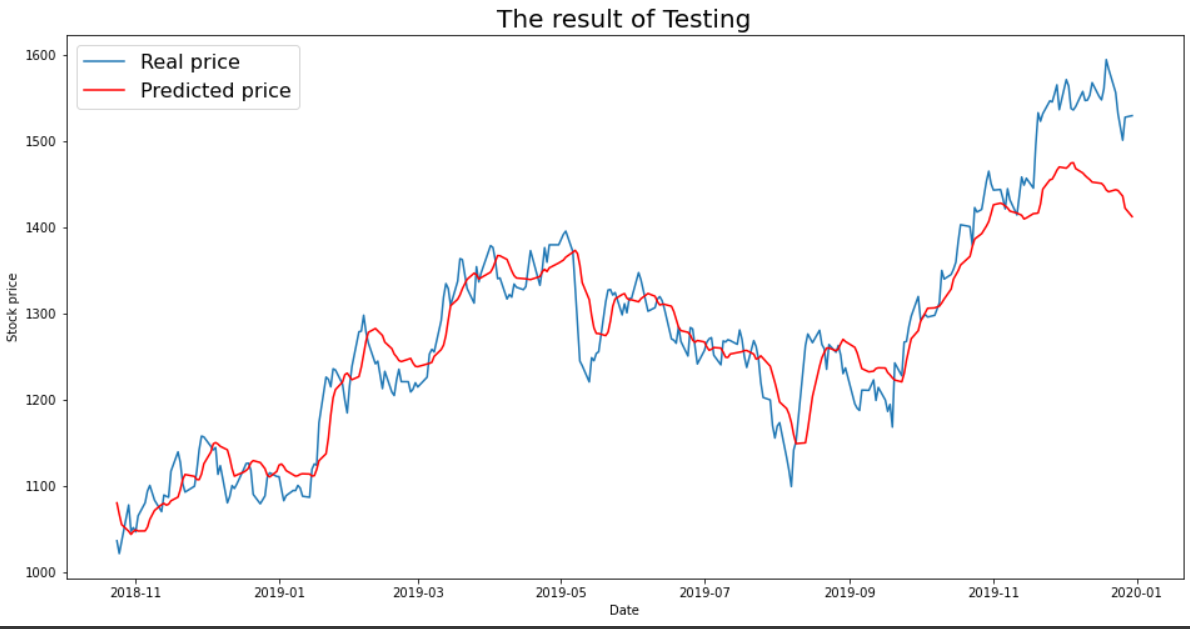 The result of Testing
Real price
Predicted price
1600
1500
1400
1300
1200
1100
1000
Stock price
2018-11 2019-01 2019-03 2019-05 2019-07 2019-09 2019-11 2020-01
Date